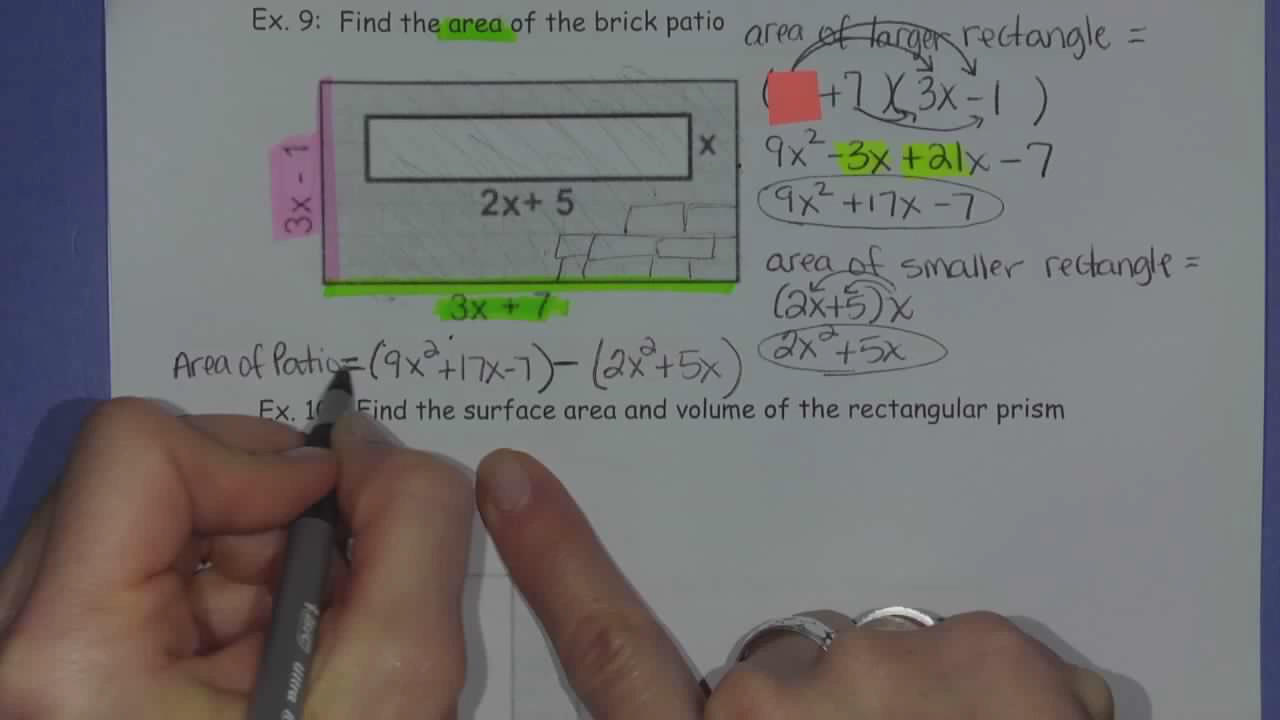 Ex. 9: Find the area of the brick patio
3x - 1
x
2x + 5
3x + 7
area of larger rectangle =
( +7)(3x-1)
9x² -3x +21x -7
9x² +17x -7
area of smaller rectangle =
(2x+5)x
2x² +5x
Area of Patio = (9x² +17x-7) - (2x² +5x)
Ex. Find the surface area and volume of the rectangular prism
ultra